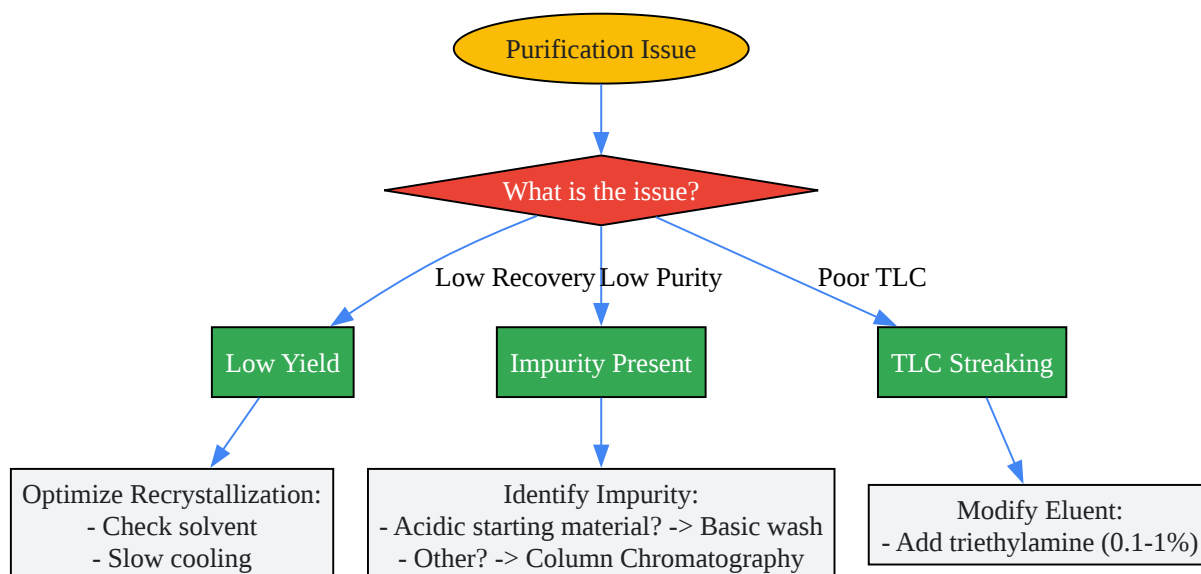 Purification Issue
What is the issue?
Low Recovery
Low Purity
Poor TLC
Low Yield
Impurity Present
TLC Streaking
Optimize Recrystallization:
- Check solvent
- Slow cooling
Identify Impurity:
- Acidic starting material? -> Basic wash
- Other? -> Column Chromatography
Modify Eluent:
- Add triethylamine (0.1-1%)